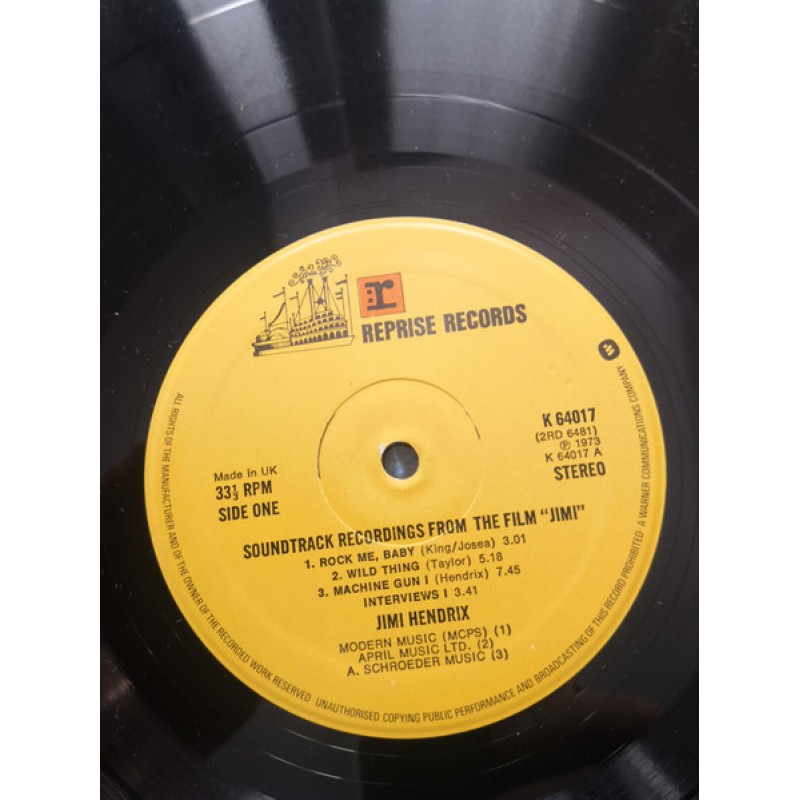 r
REPRISE RECORDS
W
K 64017
(2RD 6481)
℗ 1973
K 64017 A
STEREO
Made in UK
33⅓ RPM
SIDE ONE
SOUNDTRACK RECORDINGS FROM THE FILM “JIMI”
1. ROCK ME, BABY (King/Josea) 3.01
2. WILD THING (Taylor) 5.18
3. MACHINE GUN I (Hendrix) 7.45
INTERVIEWS I 3.41
JIMI HENDRIX
MODERN MUSIC (MCPS) (1)
APRIL MUSIC LTD. (2)
A. SCHROEDER MUSIC (3)
ALL RIGHTS OF THE MANUFACTURER AND OF THE OWNER OF THE RECORDED WORK RESERVED · UNAUTHORISED COPYING PUBLIC PERFORMANCE AND BROADCASTING OF THIS RECORD PROHIBITED A WARNER COMMUNICATIONS COMPANY